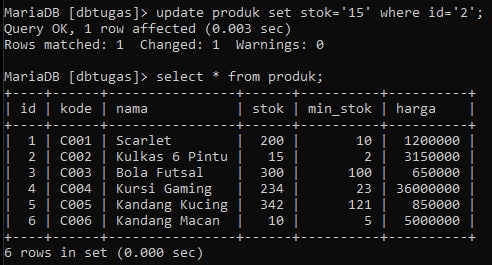 MariaDB [dbtugas]> update produk set stok='15' where id='2';
Query OK, 1 row affected (0.003 sec)
Rows matched: 1  Changed: 1  Warnings: 0

MariaDB [dbtugas]> select * from produk;
+----+------+----------------+------+----------+----------+
| id | kode | nama           | stok | min_stok | harga    |
+----+------+----------------+------+----------+----------+
|  1 | C001 | Scarlet        |  200 |       10 |  1200000 |
|  2 | C002 | Kulkas 6 Pintu |   15 |        2 |  3150000 |
|  3 | C003 | Bola Futsal    |  300 |      100 |   650000 |
|  4 | C004 | Kursi Gaming   |  234 |       23 | 36000000 |
|  5 | C005 | Kandang Kucing |  342 |      121 |   850000 |
|  6 | C006 | Kandang Macan  |   10 |        5 |  5000000 |
+----+------+----------------+------+----------+----------+
6 rows in set (0.000 sec)